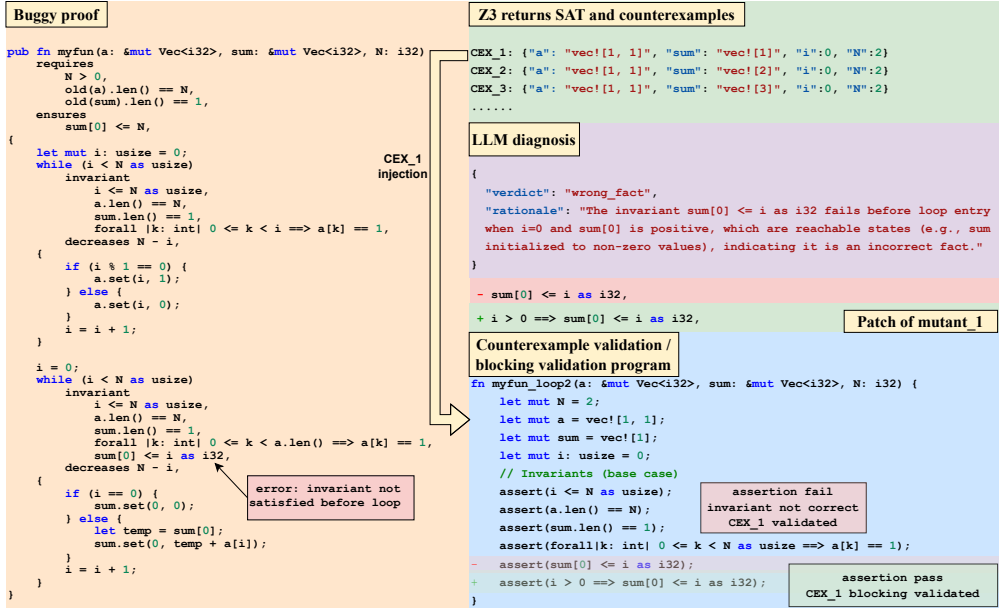 Buggy proof
pub fn myfun(a: &mut Vec<i32>, sum: &mut Vec<i32>, N: i32)
    requires
        N > 0,
        old(a).len() == N,
        old(sum).len() == 1,
    ensures
        sum[0] <= N,
{
    let mut i: usize = 0;
    while (i < N as usize)
        invariant
            i <= N as usize,
            a.len() == N,
            sum.len() == 1,
            forall |k: int| 0 <= k < i ==> a[k] == 1,
        decreases N - i,
    {
        if (i % 1 == 0) {
            a.set(i, 1);
        } else {
            a.set(i, 0);
        }
        i = i + 1;
    }
    i = 0;
    while (i < N as usize)
        invariant
            i <= N as usize,
            a.len() == N,
            sum.len() == 1,
            forall |k: int| 0 <= k < a.len() ==> a[k] == 1,
            sum[0] <= i as i32,
        decreases N - i,
    {
        if (i == 0) {
            sum.set(0, 0);
        } else {
            let temp = sum[0];
            sum.set(0, temp + a[i]);
        }
        i = i + 1;
    }
}
error: invariant not
satisfied before loop
CEX_1
injection
Z3 returns SAT and counterexamples
CEX_1: {"a": "vec![1, 1]", "sum": "vec![1]", "i":0, "N":2}
CEX_2: {"a": "vec![1, 1]", "sum": "vec![2]", "i":0, "N":2}
CEX_3: {"a": "vec![1, 1]", "sum": "vec![3]", "i":0, "N":2}
......
LLM diagnosis
{
  "verdict": "wrong_fact",
  "rationale": "The invariant sum[0] <= i as i32 fails before loop entry
  when i=0 and sum[0] is positive, which are reachable states (e.g., sum
  initialized to non-zero values), indicating it is an incorrect fact."
}
- sum[0] <= i as i32,
+ i > 0 ==> sum[0] <= i as i32,
Patch of mutant_1
Counterexample validation /
blocking validation program
fn myfun_loop2(a: &mut Vec<i32>, sum: &mut Vec<i32>, N: i32) {
    let mut N = 2;
    let mut a = vec![1, 1];
    let mut sum = vec![1];
    let mut i: usize = 0;
    // Invariants (base case)
    assert(i <= N as usize);
    assert(a.len() == N);
    assert(sum.len() == 1);
    assert(forall|k: int| 0 <= k < N as usize ==> a[k] == 1);
-   assert(sum[0] <= i as i32);
+   assert(i > 0 ==> sum[0] <= i as i32);
}
assertion fail
invariant not correct
CEX_1 validated
assertion pass
CEX_1 blocking validated